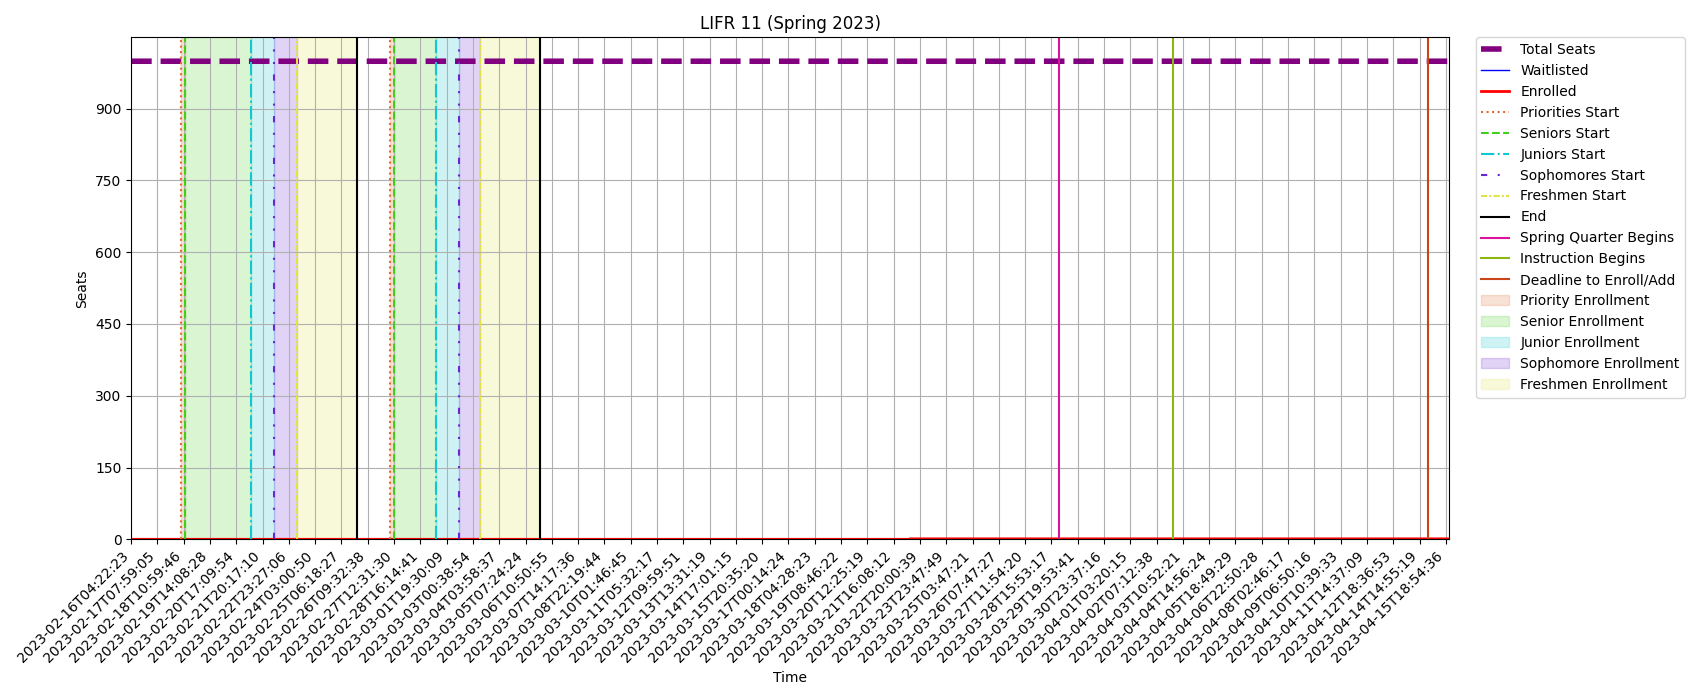 LIFR 11 (Spring 2023)
Seats
900
750
600
450
300
150
0
2023-02-16T04:22:23
2023-02-17T07:59:05
2023-02-18T10:59:46
2023-02-19T14:08:28
2023-02-20T17:09:54
2023-02-21T20:17:10
2023-02-22T23:27:06
2023-02-24T03:00:50
2023-02-25T06:18:27
2023-02-26T09:32:38
2023-02-27T12:31:30
2023-02-28T16:14:41
2023-03-01T19:30:09
2023-03-03T00:38:54
2023-03-04T03:58:37
2023-03-05T07:24:24
2023-03-06T10:50:55
2023-03-07T14:17:36
2023-03-08T22:19:44
2023-03-10T01:46:45
2023-03-11T05:32:17
2023-03-12T09:59:51
2023-03-13T13:31:19
2023-03-14T17:01:15
2023-03-15T20:35:20
2023-03-17T00:14:24
2023-03-18T04:28:23
2023-03-19T08:46:22
2023-03-20T12:25:19
2023-03-21T16:08:12
2023-03-22T20:00:39
2023-03-23T23:47:49
2023-03-25T03:47:21
2023-03-26T07:47:27
2023-03-27T11:54:20
2023-03-28T15:53:17
2023-03-29T19:53:41
2023-03-30T23:37:16
2023-04-01T03:20:15
2023-04-02T07:12:38
2023-04-03T10:52:21
2023-04-04T14:56:24
2023-04-05T18:49:29
2023-04-06T22:50:28
2023-04-08T02:46:17
2023-04-09T06:50:16
2023-04-10T10:39:33
2023-04-11T14:37:09
2023-04-12T18:36:53
2023-04-14T14:55:19
2023-04-15T18:54:36
Time
Total Seats
Waitlisted
Enrolled
Priorities Start
Seniors Start
Juniors Start
Sophomores Start
Freshmen Start
End
Spring Quarter Begins
Instruction Begins
Deadline to Enroll/Add
Priority Enrollment
Senior Enrollment
Junior Enrollment
Sophomore Enrollment
Freshmen Enrollment